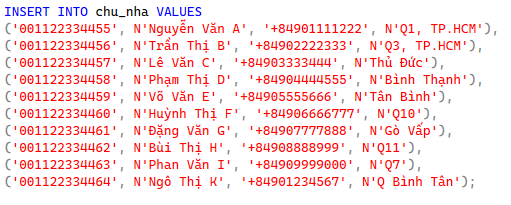 INSERT INTO chu_nha VALUES
('001122334455', N'Nguyễn Văn A', '+84901111222', N'Q1, TP.HCM'),
('001122334456', N'Trần Thị B', '+84902222333', N'Q3, TP.HCM'),
('001122334457', N'Lê Văn C', '+84903333444', N'Thủ Đức'),
('001122334458', N'Phạm Thị D', '+84904444555', N'Bình Thạnh'),
('001122334459', N'Võ Văn E', '+84905555666', N'Tân Bình'),
('001122334460', N'Huỳnh Thị F', '+84906666777', N'Q10'),
('001122334461', N'Đặng Văn G', '+84907777888', N'Gò Vấp'),
('001122334462', N'Bùi Thị H', '+84908888999', N'Q11'),
('001122334463', N'Phan Văn I', '+84909999000', N'Q7'),
('001122334464', N'Ngô Thị K', '+84901234567', N'Q Bình Tân');